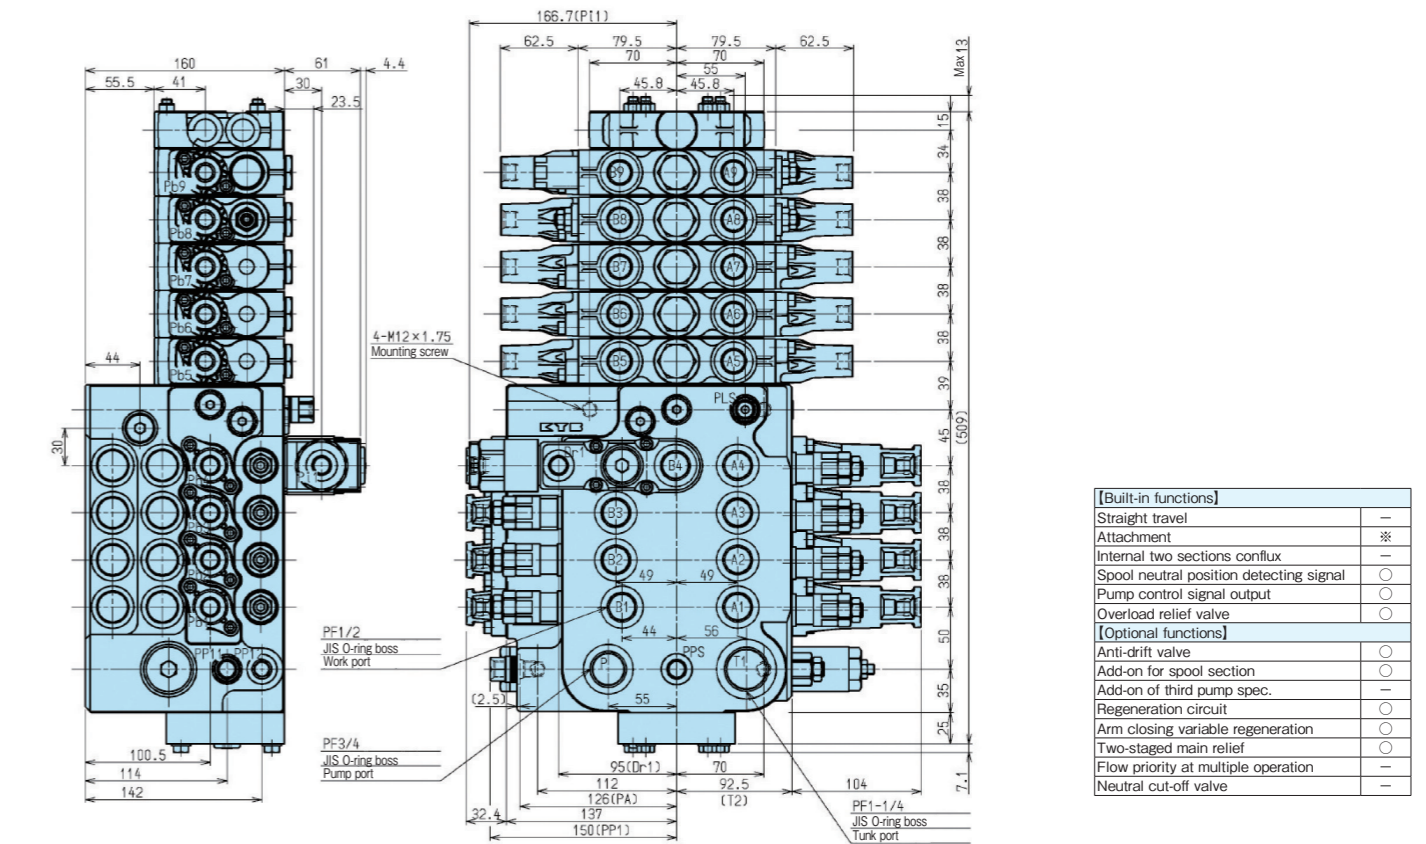 166.7(PI1)
62.5
79.5
79.5
62.5
70
70
55
45.8
45.8
Max 13
160
61
4.4
55.5
41
30
23.5
15
34
38
38
38
38
39
45
(509)
38
38
38
50
35
25
7.1
Pb9
Pb8
Pb7
Pb6
Pb5
B9
A9
B8
A8
B7
A7
B6
A6
B5
A5
4-M12×1.75
Mounting screw
44
30
PLS
KYB
Dr1
B4
A4
B3
A3
B2
A2
49
49
B1
A1
44
56
P
PPS
T1
55
(2.5)
PF1/2
JIS O-ring boss
Work port
PF3/4
JIS O-ring boss
Pump port
100.5
114
142
95(Dr1)
70
112
92.5
104
126(PA)
(T2)
32.4
137
150(PP1)
PF1-1/4
JIS O-ring boss
Tunk port
【Built-in functions】
Straight travel －
Attachment ※
Internal two sections conflux －
Spool neutral position detecting signal ○
Pump control signal output ○
Overload relief valve ○
【Optional functions】
Anti-drift valve ○
Add-on for spool section ○
Add-on of third pump spec. －
Regeneration circuit ○
Arm closing variable regeneration ○
Two-staged main relief ○
Flow priority at multiple operation －
Neutral cut-off valve －